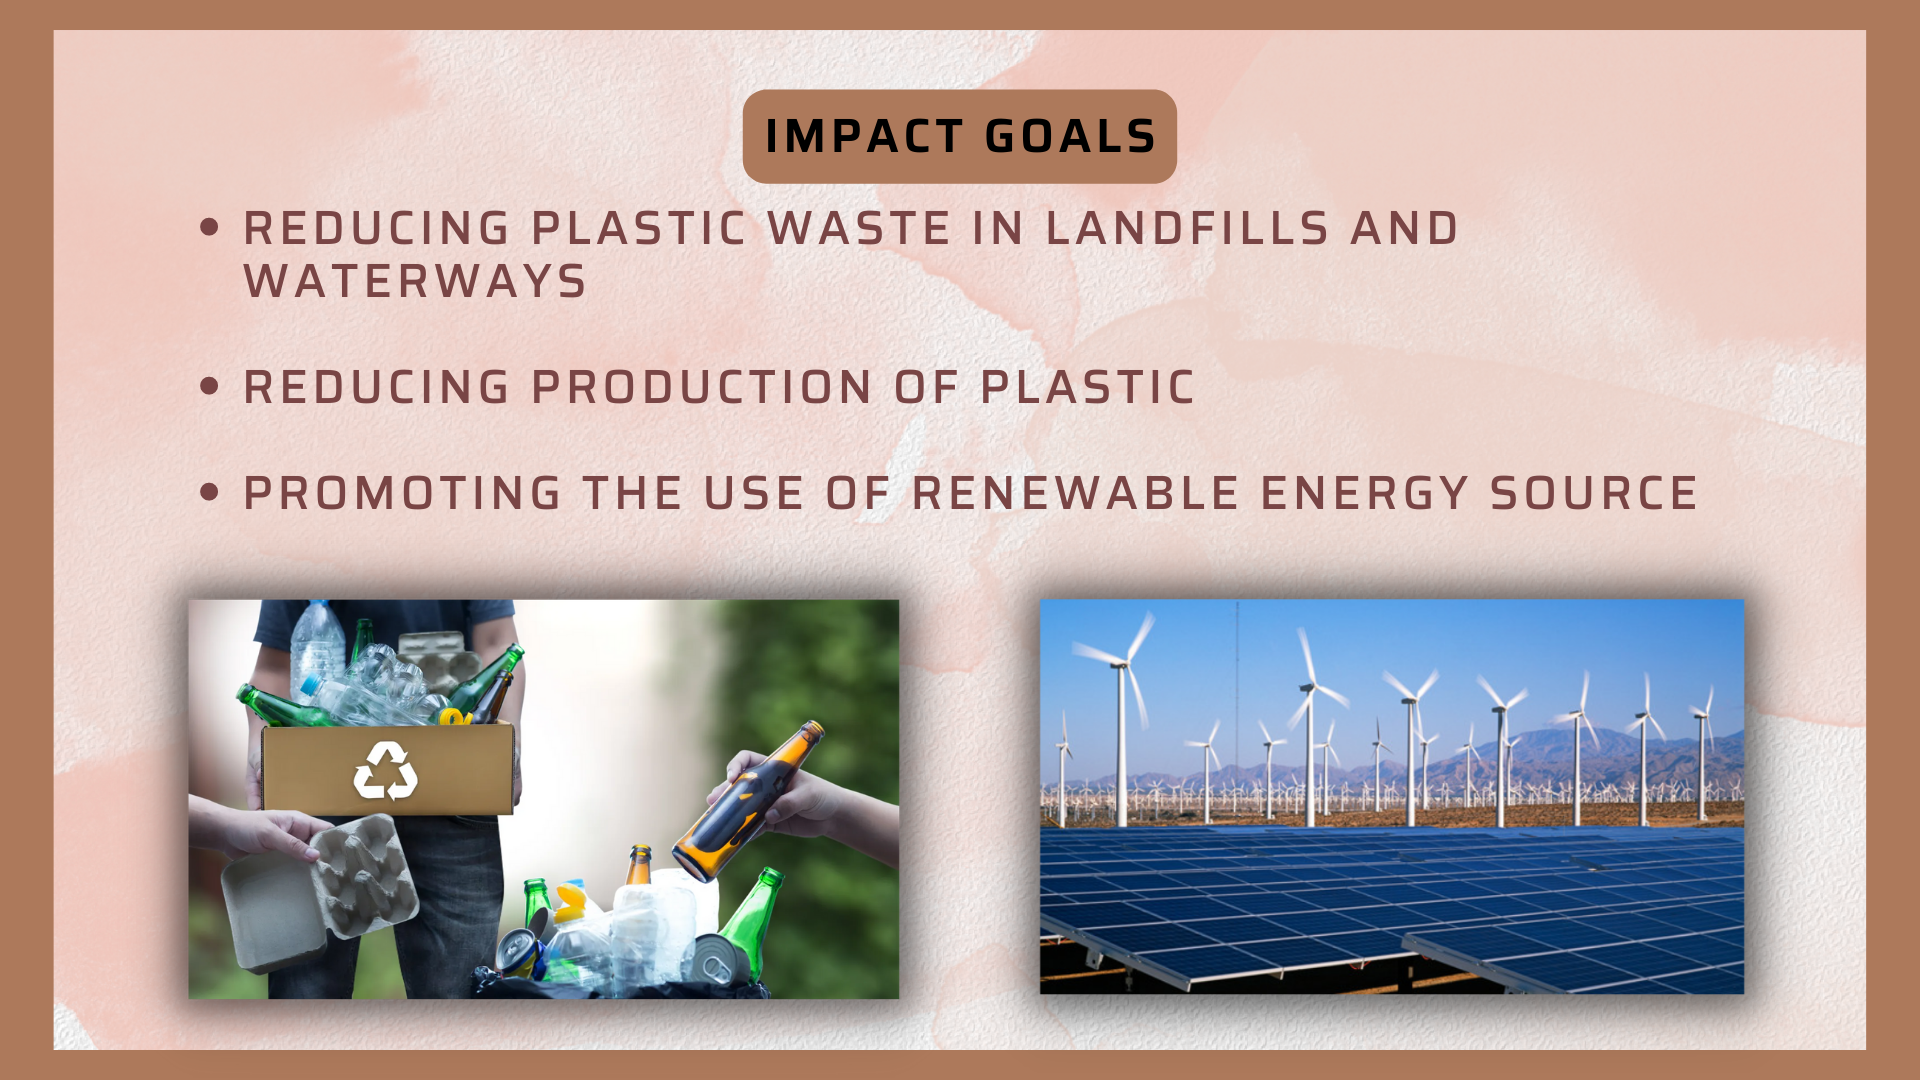 IMPACT GOALS
• REDUCING PLASTIC WASTE IN LANDFILLS AND
WATERWAYS
• REDUCING PRODUCTION OF PLASTIC
• PROMOTING THE USE OF RENEWABLE ENERGY SOURCE